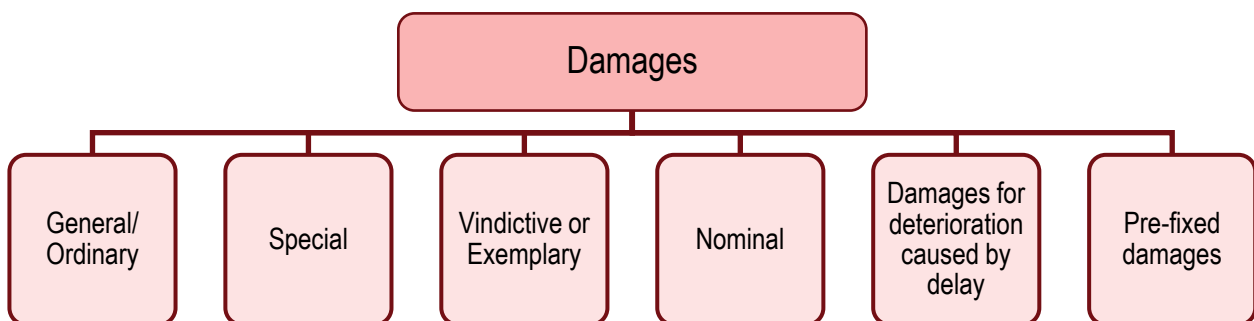 Damages
General/
Ordinary
Special
Vindictive or
Exemplary
Nominal
Damages for
deterioration
caused by
delay
Pre-fixed
damages